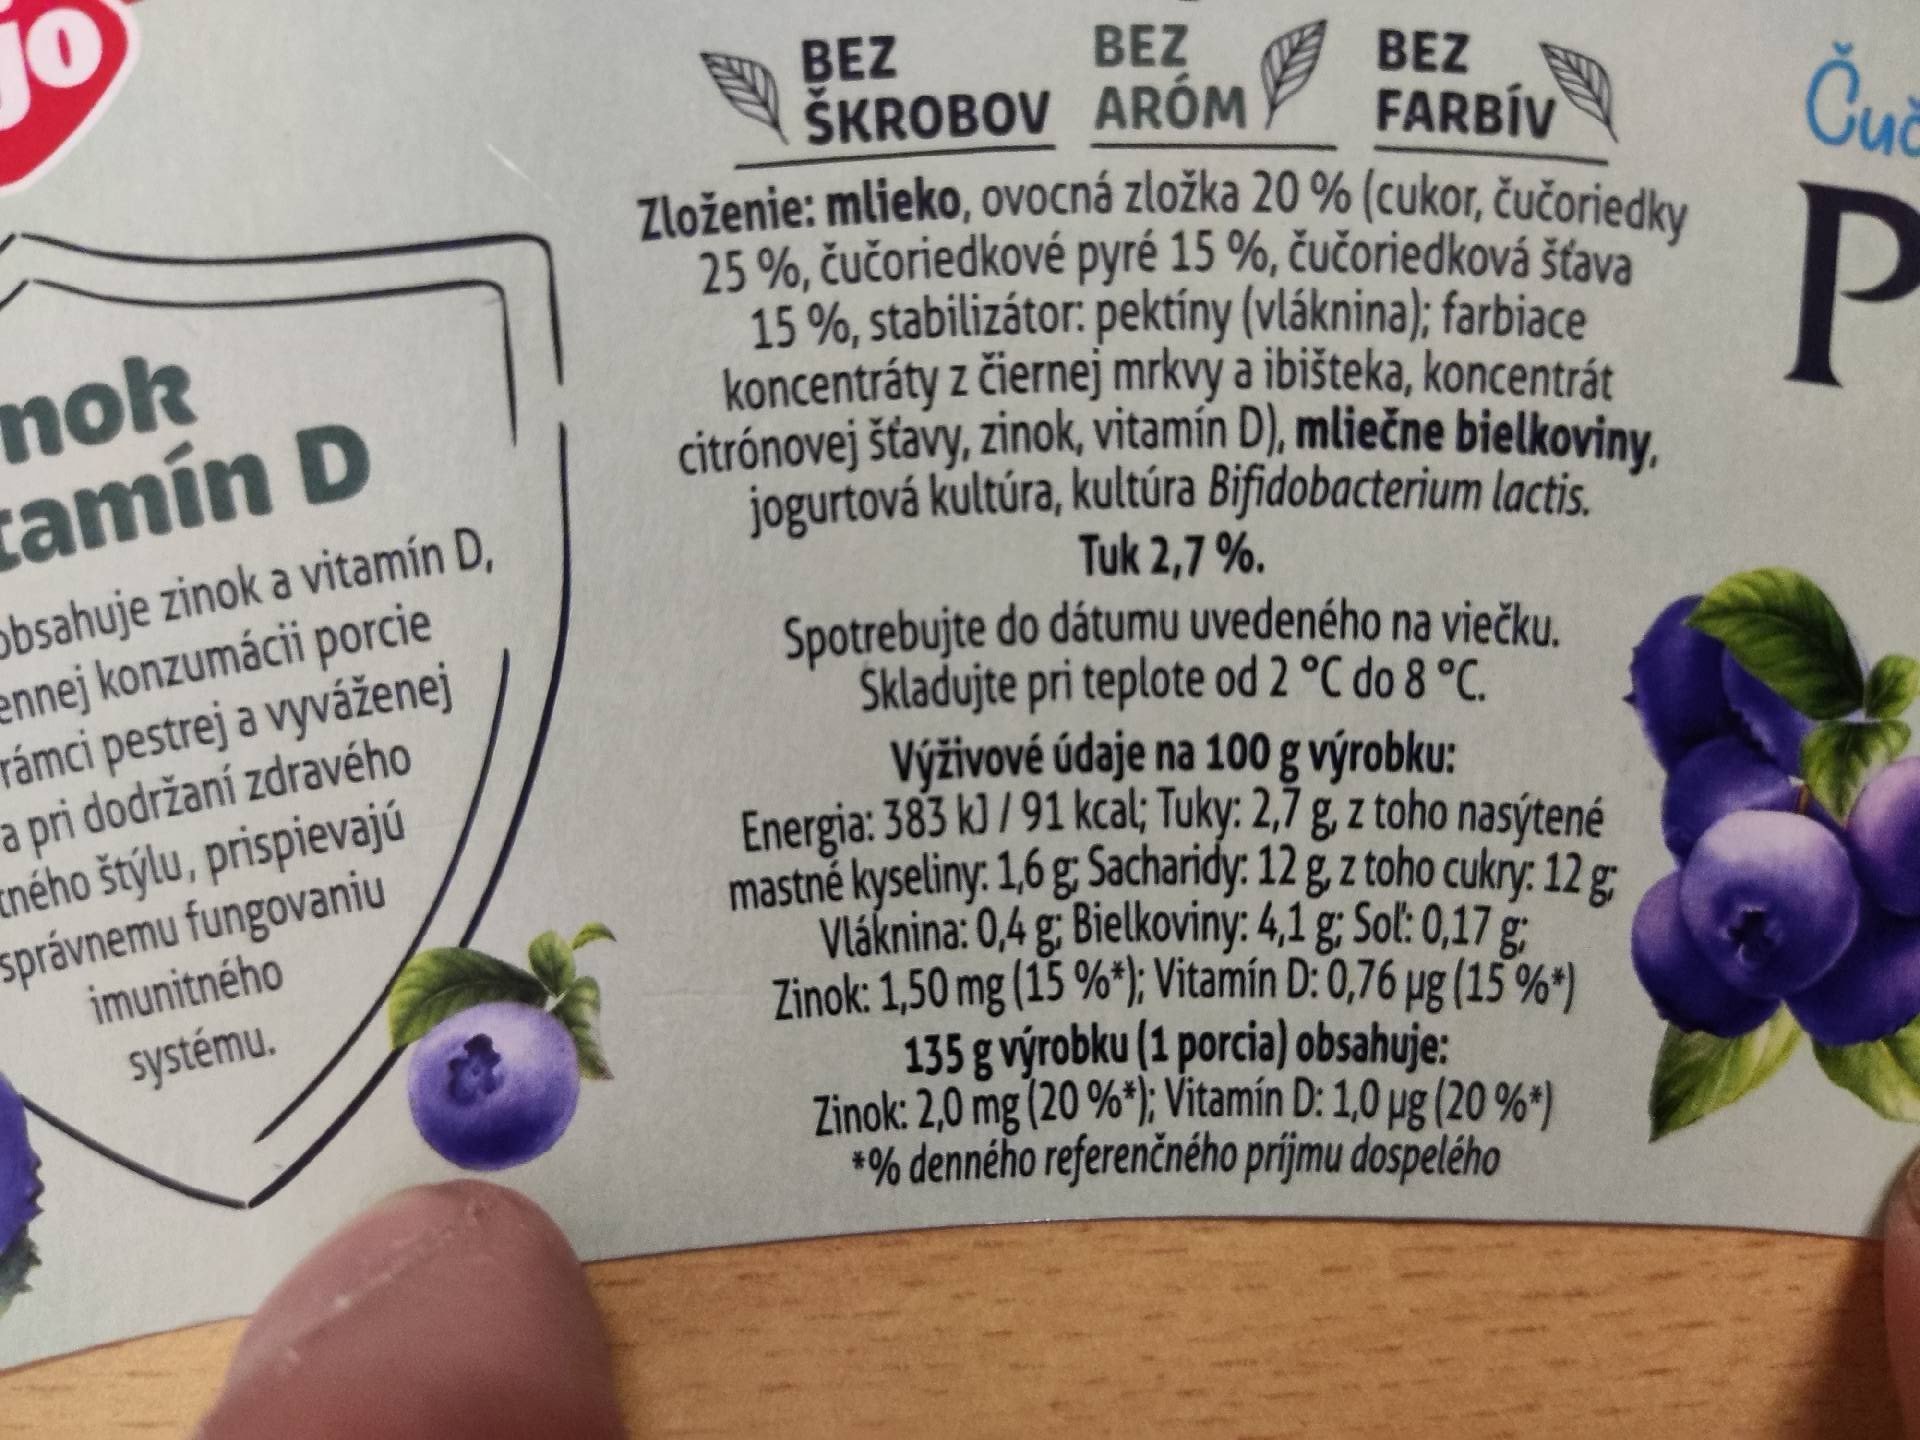 jo
BEZ
ŠKROBOV
BEZ
ARÓM
BEZ
FARBÍV
Zloženie: mlieko, ovocná zložka 20 % (cukor, čučoriedky
25 %, čučoriedkové pyré 15 %, čučoriedková šťava
15 %, stabilizátor: pektíny (vláknina); farbiace
koncentráty z čiernej mrkvy a ibišteka, koncentrát
citrónovej šťavy, zinok, vitamín D), mliečne bielkoviny,
jogurtová kultúra, kultúra Bifidobacterium lactis.
Tuk 2,7 %.
Spotrebujte do dátumu uvedeného na viečku.
Skladujte pri teplote od 2 °C do 8 °C.
Výživové údaje na 100 g výrobku:
Energia: 383 kJ / 91 kcal; Tuky: 2,7 g, z toho nasýtené
mastné kyseliny: 1,6 g; Sacharidy: 12 g, z toho cukry: 12 g;
Vláknina: 0,4 g; Bielkoviny: 4,1 g; Soľ: 0,17 g;
Zinok: 1,50 mg (15 %*); Vitamín D: 0,76 µg (15 %*)
135 g výrobku (1 porcia) obsahuje:
Zinok: 2,0 mg (20 %*); Vitamín D: 1,0 µg (20 %*)
*% denného referenčného príjmu dospelého
nok
tamín D
obsahuje zinok a vitamín D,
ennej konzumácii porcie
rámci pestrej a vyváženej
a pri dodržaní zdravého
tného štýlu, prispievajú
správnemu fungovaniu
imunitného
systému.
Čuč
P